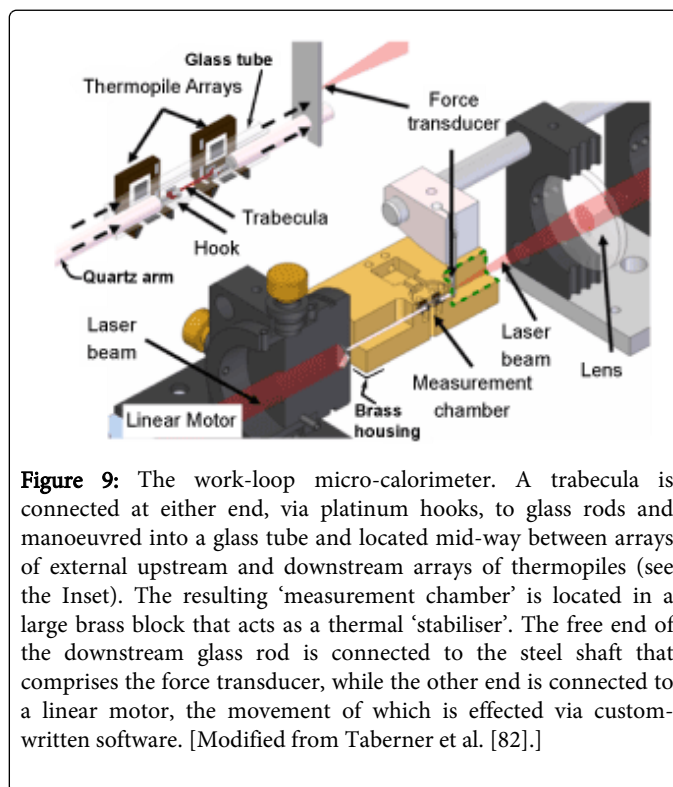 Glass tube
Thermopile Arrays
Force
transducer
Trabecula
Hook
Quartz arm
Laser
beam
Laser
beam
Lens
Measurement
chamber
Linear Motor
Brass
housing
Figure 9: The work-loop micro-calorimeter. A trabecula is
connected at either end, via platinum hooks, to glass rods and
manoeuvred into a glass tube and located mid-way between arrays
of external upstream and downstream arrays of thermopiles (see
the Inset). The resulting ‘measurement chamber’ is located in a
large brass block that acts as a thermal ‘stabiliser’. The free end of
the downstream glass rod is connected to the steel shaft that
comprises the force transducer, while the other end is connected to
a linear motor, the movement of which is effected via custom-
written software. [Modified from Taberner et al. [82].]